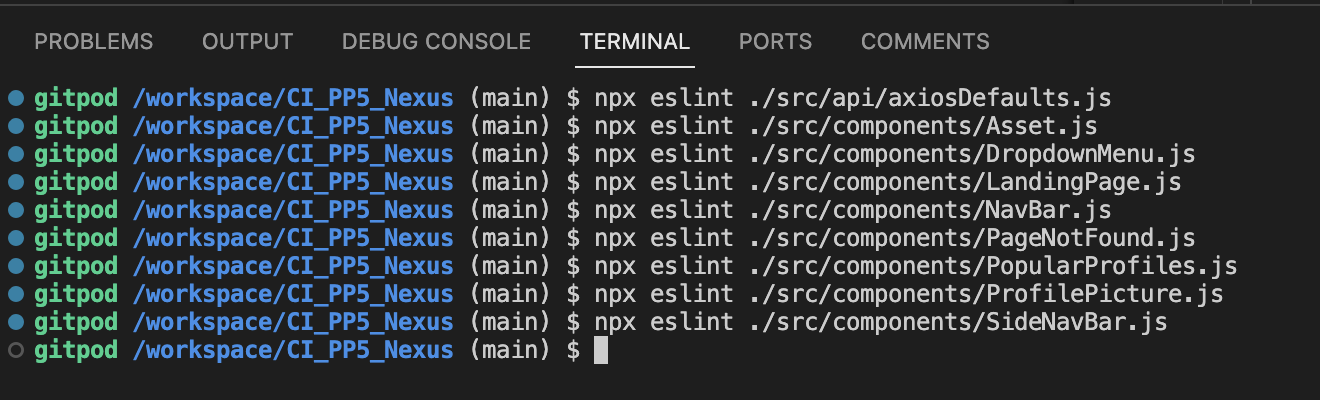 PROBLEMS OUTPUT DEBUG CONSOLE TERMINAL PORTS COMMENTS
gitpod /workspace/CI_PP5_Nexus (main) $ npx eslint ./src/api/axiosDefaults.js
gitpod /workspace/CI_PP5_Nexus (main) $ npx eslint ./src/components/Asset.js
gitpod /workspace/CI_PP5_Nexus (main) $ npx eslint ./src/components/DropdownMenu.js
gitpod /workspace/CI_PP5_Nexus (main) $ npx eslint ./src/components/LandingPage.js
gitpod /workspace/CI_PP5_Nexus (main) $ npx eslint ./src/components/NavBar.js
gitpod /workspace/CI_PP5_Nexus (main) $ npx eslint ./src/components/PageNotFound.js
gitpod /workspace/CI_PP5_Nexus (main) $ npx eslint ./src/components/PopularProfiles.js
gitpod /workspace/CI_PP5_Nexus (main) $ npx eslint ./src/components/ProfilePicture.js
gitpod /workspace/CI_PP5_Nexus (main) $ npx eslint ./src/components/SideNavBar.js
gitpod /workspace/CI_PP5_Nexus (main) $